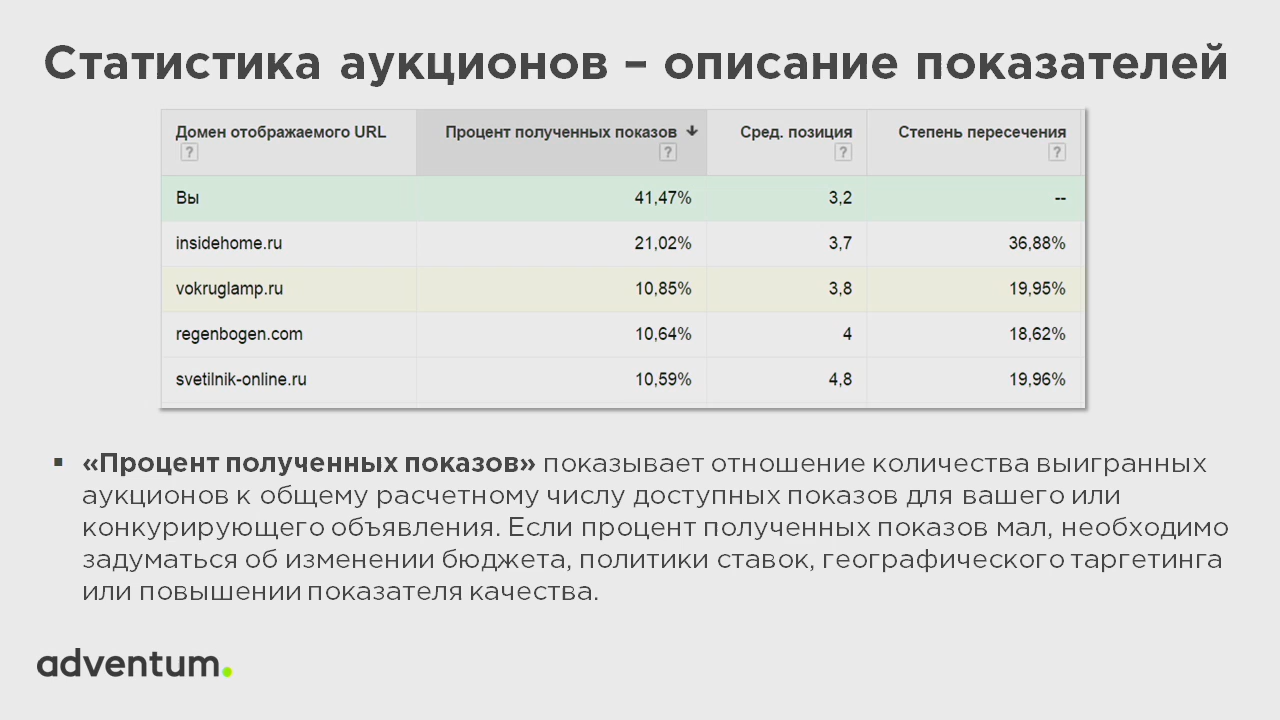 Статистика аукционов – описание показателей
Домен отображаемого URL Процент полученных показов ↓ Сред. позиция Степень пересечения
? ? ? ?
Вы 41,47% 3,2 --
insidehome.ru 21,02% 3,7 36,88%
vokruglamp.ru 10,85% 3,8 19,95%
regenbogen.com 10,64% 4 18,62%
svetilnik-online.ru 10,59% 4,8 19,96%
▪ «Процент полученных показов» показывает отношение количества выигранных
аукционов к общему расчетному числу доступных показов для вашего или
конкурирующего объявления. Если процент полученных показов мал, необходимо
задуматься об изменении бюджета, политики ставок, географического таргетинга
или повышении показателя качества.
adventum.